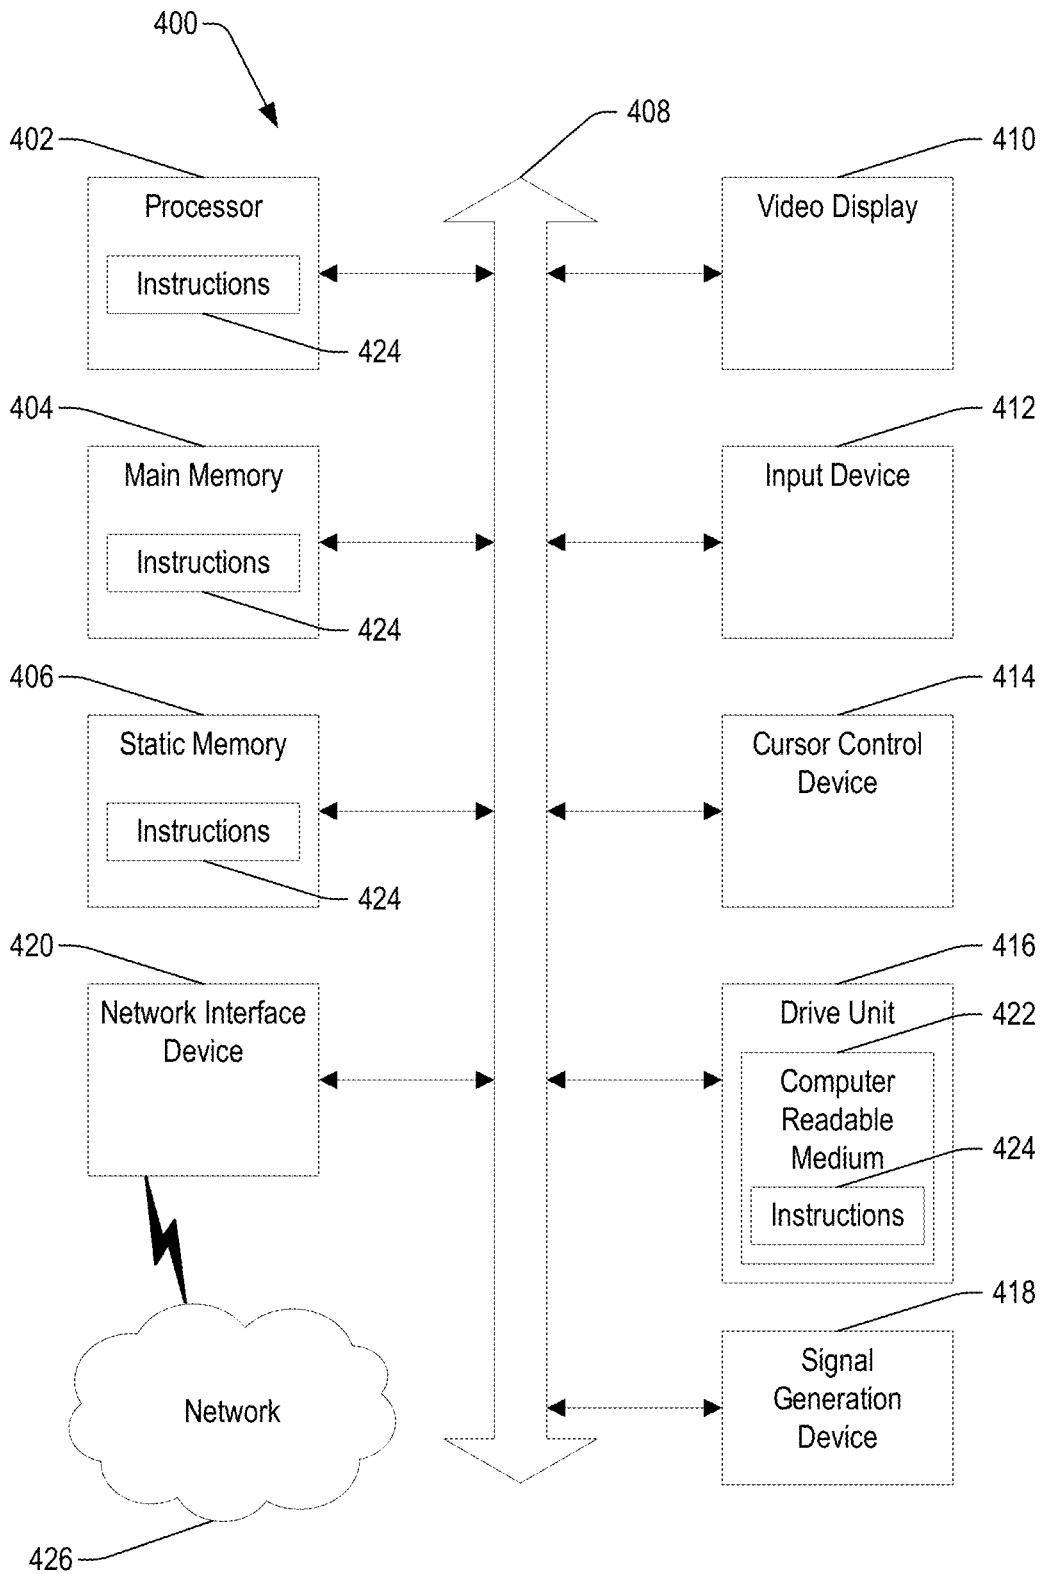 400
408
402
Processor
Instructions
424
410
Video Display
404
Main Memory
Instructions
424
412
Input Device
406
Static Memory
Instructions
424
414
Cursor Control
Device
420
Network Interface
Device
416
Drive Unit
422
Computer
Readable
Medium
424
Instructions
418
Signal
Generation
Device
Network
426